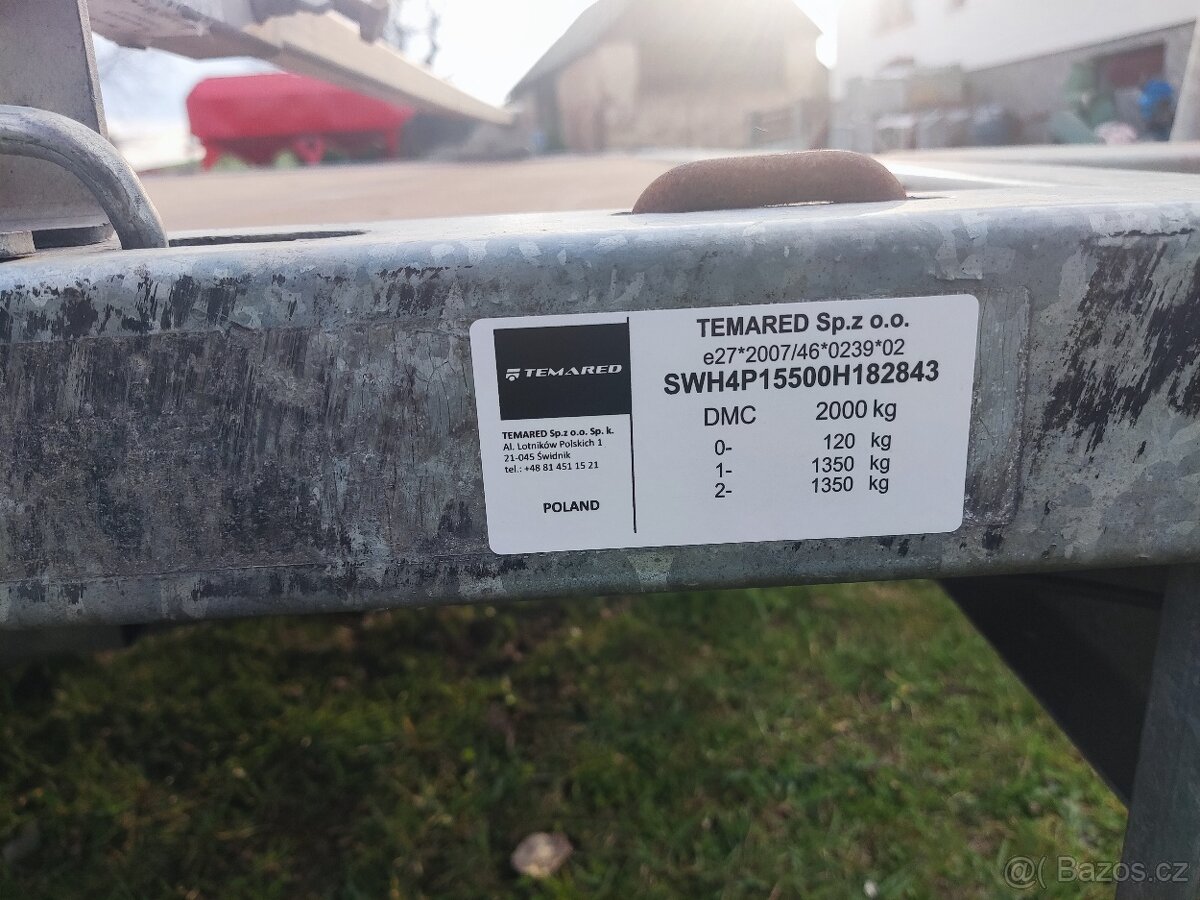 TEMARED
TEMARED Sp.z o.o. Sp. k.
Al. Lotników Polskich 1
21-045 Świdnik
tel.: +48 81 451 15 21
POLAND
TEMARED Sp.z o.o.
e27*2007/46*0239*02
SWH4P15500H182843
DMC 2000 kg
0- 120 kg
1- 1350 kg
2- 1350 kg
@( Bazos.cz